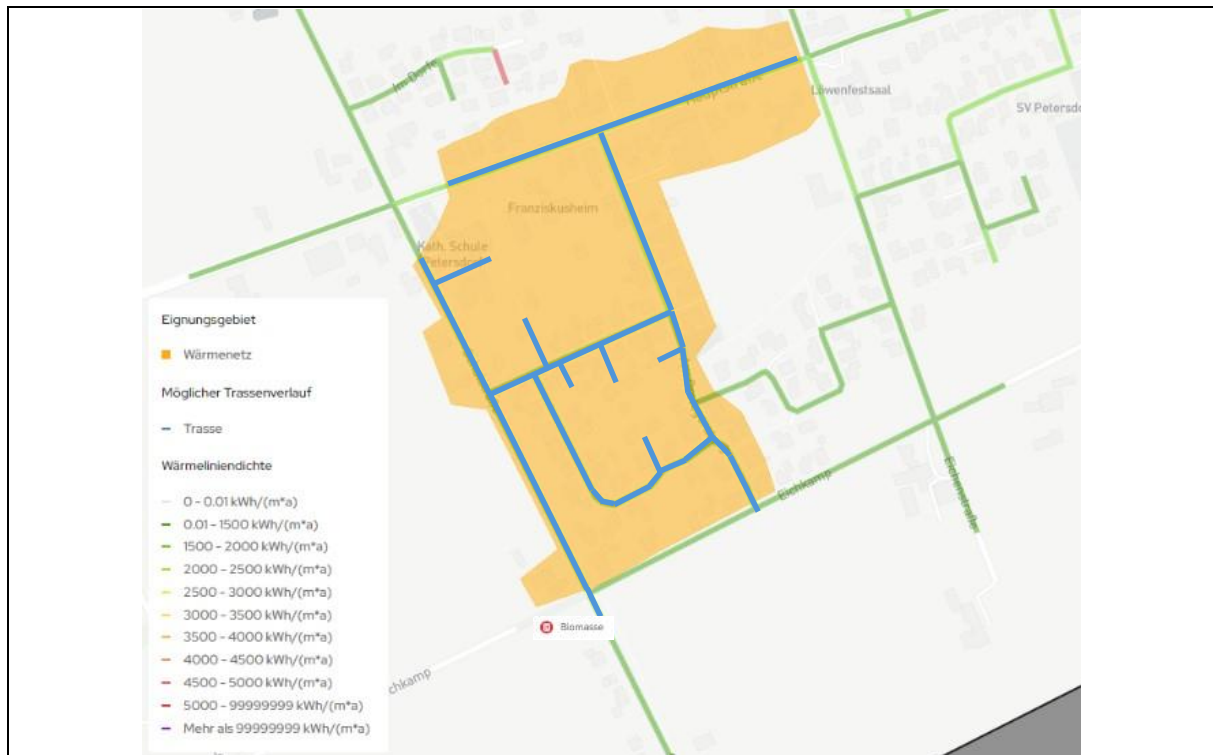 Im Dorfe
Hauptstraße
Löwenfestsaal
SV Petersdo
Franziskusheim
Kath. Schule
Petersdorf
Eignungsgebiet
Wärmenetz
Möglicher Trassenverlauf
Trasse
Wärmeliniendichte
0 - 0.01 kWh/(m*a)
0.01 - 1500 kWh/(m*a)
1500 - 2000 kWh/(m*a)
2000 - 2500 kWh/(m*a)
2500 - 3000 kWh/(m*a)
3000 - 3500 kWh/(m*a)
3500 - 4000 kWh/(m*a)
4000 - 4500 kWh/(m*a)
4500 - 5000 kWh/(m*a)
5000 - 99999999 kWh/(m*a)
Mehr als 99999999 kWh/(m*a)
Eichkamp
Eichenstraße
Biomasse
chkamp